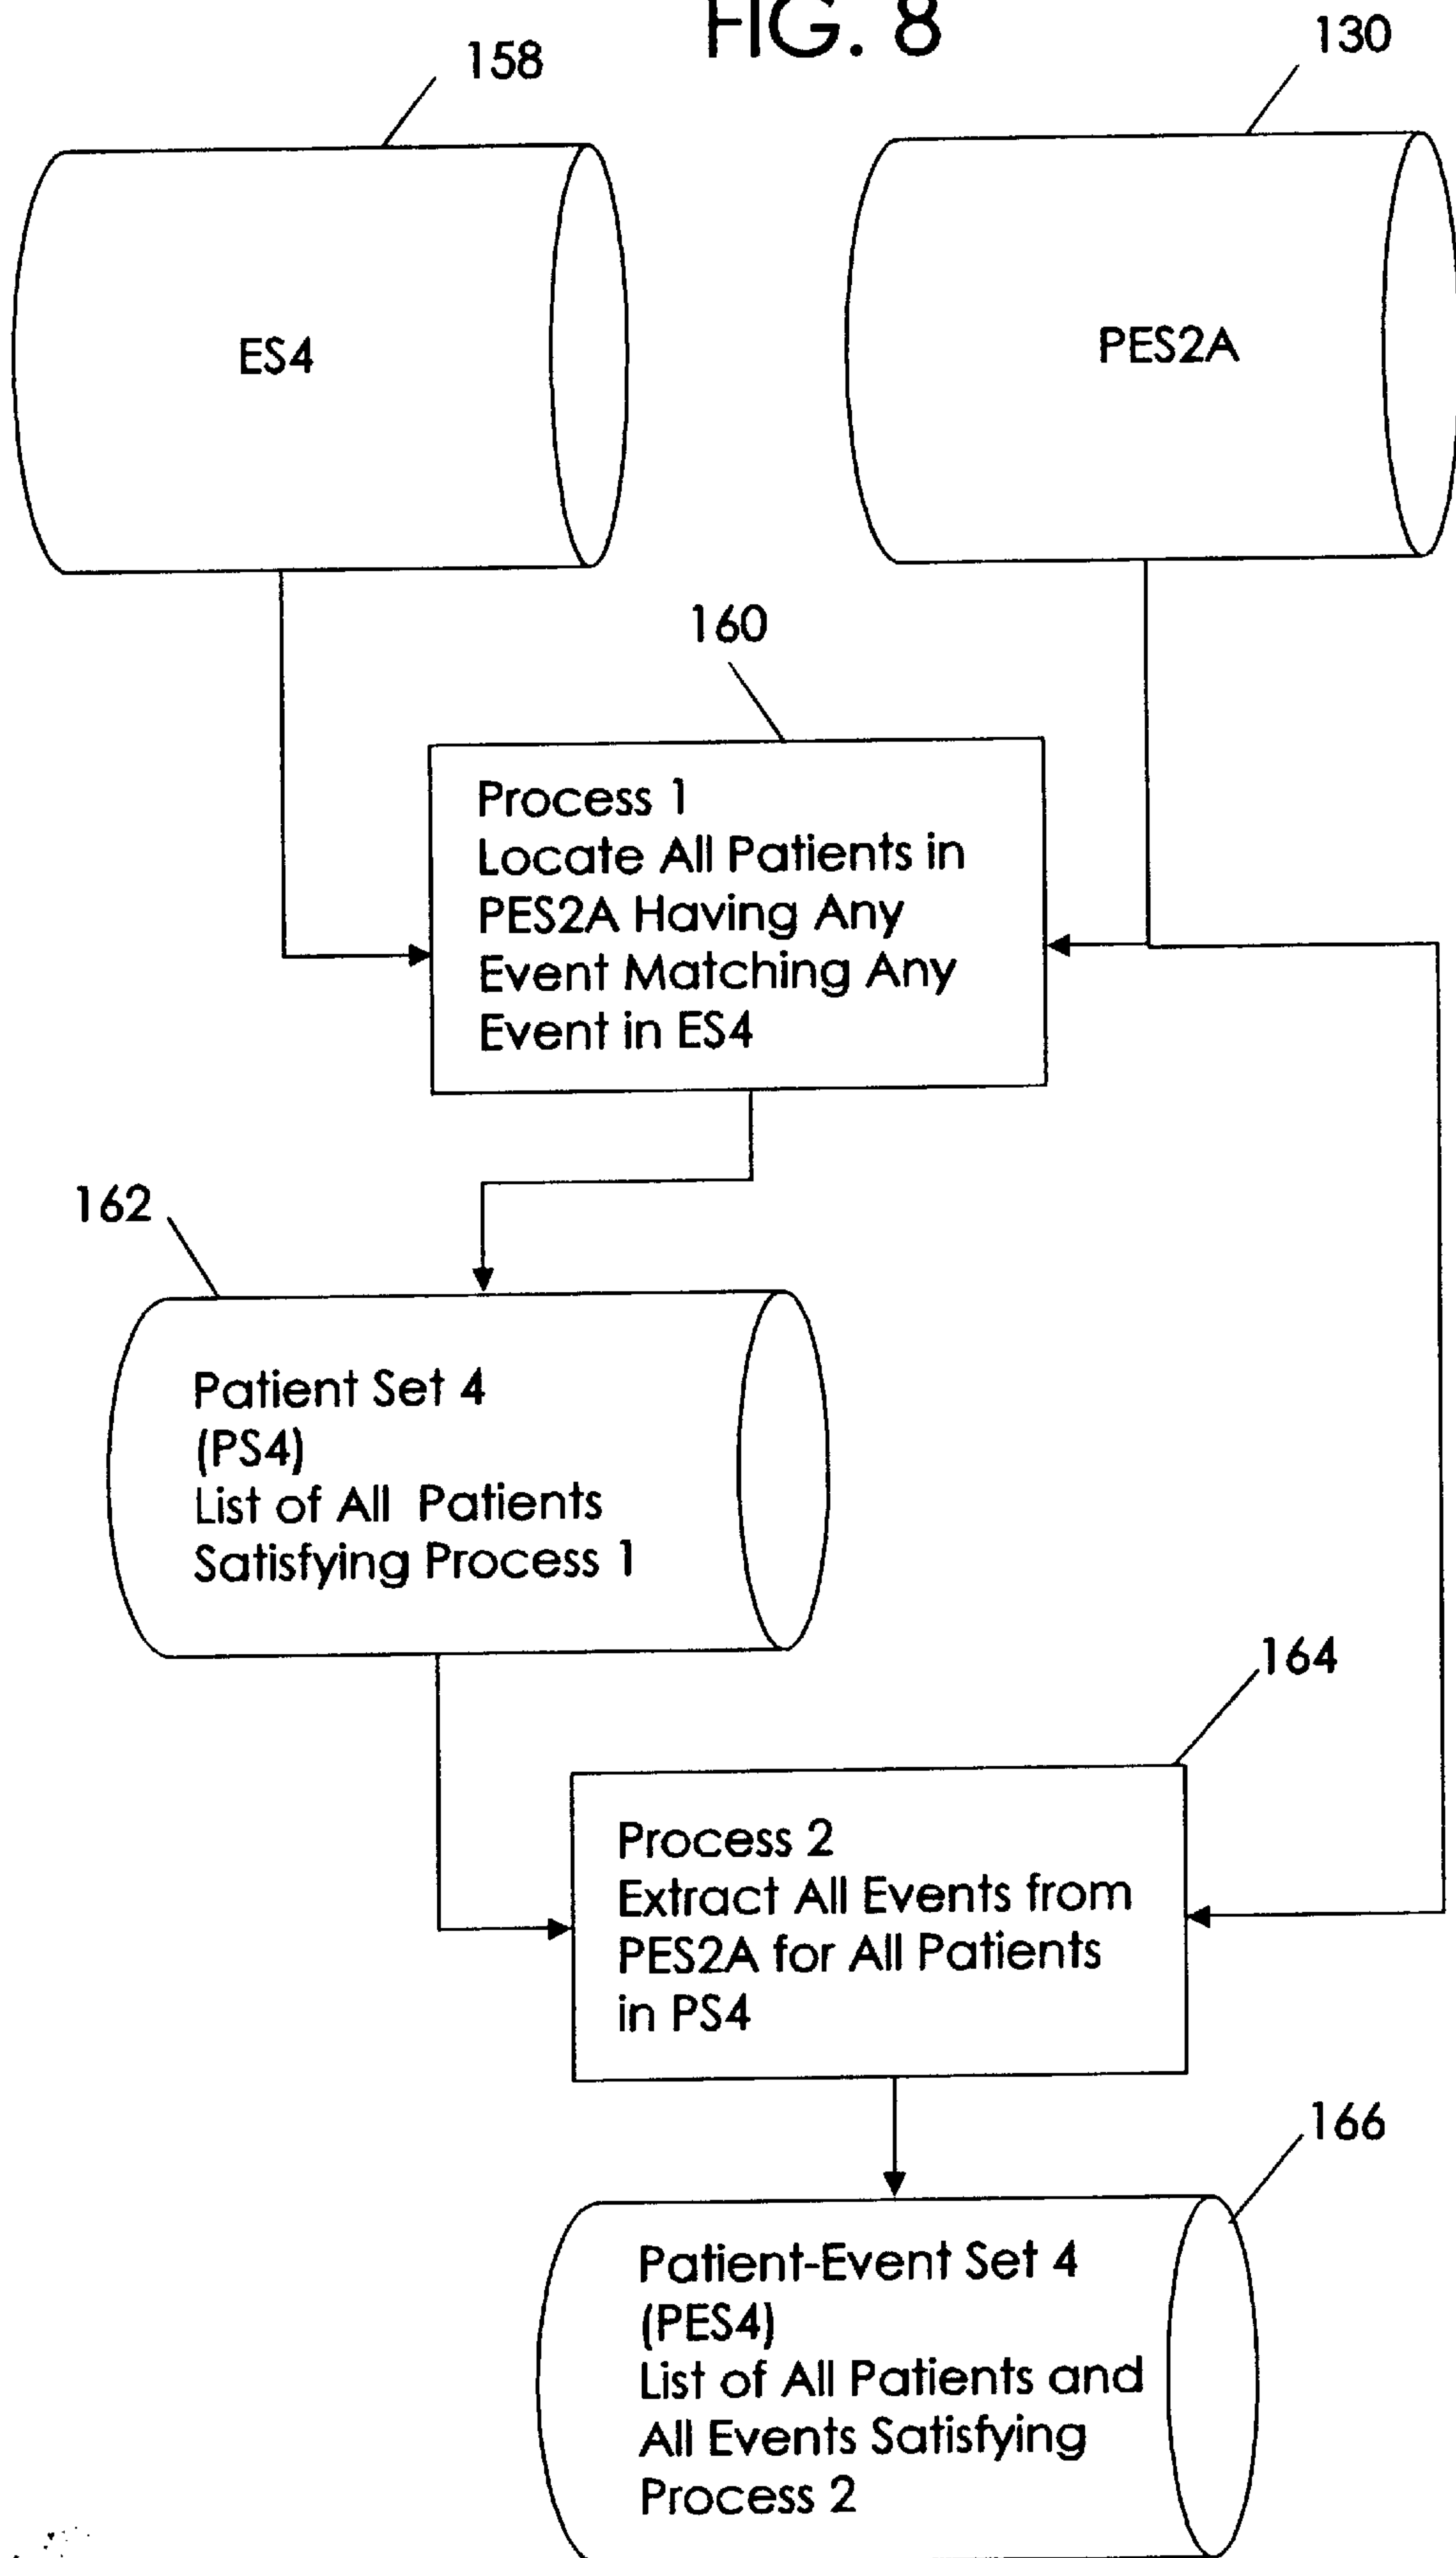 FIG. 8
158
130
ES4
PES2A
160
Process 1
Locate All Patients in
PES2A Having Any
Event Matching Any
Event in ES4
162
Patient Set 4
(PS4)
List of All Patients
Satisfying Process 1
164
Process 2
Extract All Events from
PES2A for All Patients
in PS4
166
Patient-Event Set 4
(PES4)
List of All Patients and
All Events Satisfying
Process 2